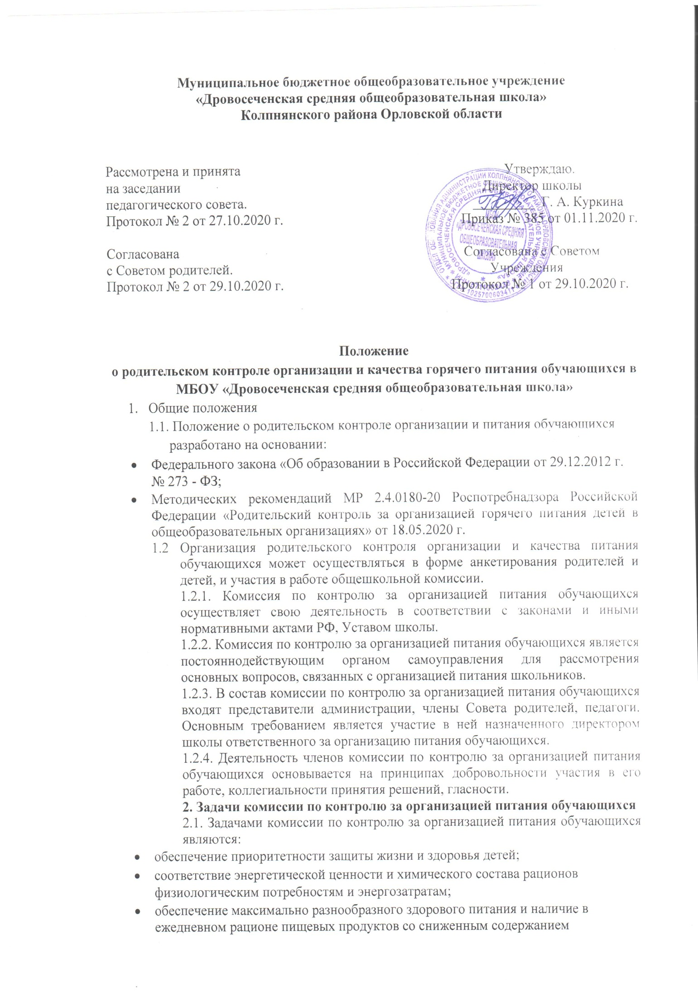 Муниципальное бюджетное общеобразовательное учреждение
«Дровосеченская средняя общеобразовательная школа»
Колпнянского района Орловской области
Рассмотрена и принята
на заседании
педагогического совета.
Протокол № 2 от 27.10.2020 г.
Утверждаю.
Директор школы
Г. А. Куркина
Приказ № 385 от 01.11.2020 г.
Согласована
с Советом родителей.
Протокол № 2 от 29.10.2020 г.
Согласована с Советом
Учреждения
Протокол № 1 от 29.10.2020 г.
МБОУ
«ДРОВОСЕЧЕНСКАЯ СРЕДНЯЯ
ОБЩЕОБРАЗОВАТЕЛЬНАЯ
ШКОЛА»
Положение
о родительском контроле организации и качества горячего питания обучающихся в
МБОУ «Дровосеченская средняя общеобразовательная школа»
1. Общие положения
1.1. Положение о родительском контроле организации и питания обучающихся
разработано на основании:
• Федерального закона «Об образовании в Российской Федерации от 29.12.2012 г.
№ 273 - ФЗ;
• Методических рекомендаций МР 2.4.0180-20 Роспотребнадзора Российской
Федерации «Родительский контроль за организацией горячего питания детей в
общеобразовательных организациях» от 18.05.2020 г.
1.2 Организация родительского контроля организации и качества питания
обучающихся может осуществляться в форме анкетирования родителей и
детей, и участия в работе общешкольной комиссии.
1.2.1. Комиссия по контролю за организацией питания обучающихся
осуществляет свою деятельность в соответствии с законами и иными
нормативными актами РФ, Уставом школы.
1.2.2. Комиссия по контролю за организацией питания обучающихся является
постояннодействующим органом самоуправления для рассмотрения
основных вопросов, связанных с организацией питания школьников.
1.2.3. В состав комиссии по контролю за организацией питания обучающихся
входят представители администрации, члены Совета родителей, педагоги.
Основным требованием является участие в ней назначенного директором
школы ответственного за организацию питания обучающихся.
1.2.4. Деятельность членов комиссии по контролю за организацией питания
обучающихся основывается на принципах добровольности участия в его
работе, коллегиальности принятия решений, гласности.
2. Задачи комиссии по контролю за организацией питания обучающихся
2.1. Задачами комиссии по контролю за организацией питания обучающихся
являются:
• обеспечение приоритетности защиты жизни и здоровья детей;
• соответствие энергетической ценности и химического состава рационов
физиологическим потребностям и энергозатратам;
• обеспечение максимально разнообразного здорового питания и наличие в
ежедневном рационе пищевых продуктов со сниженным содержанием